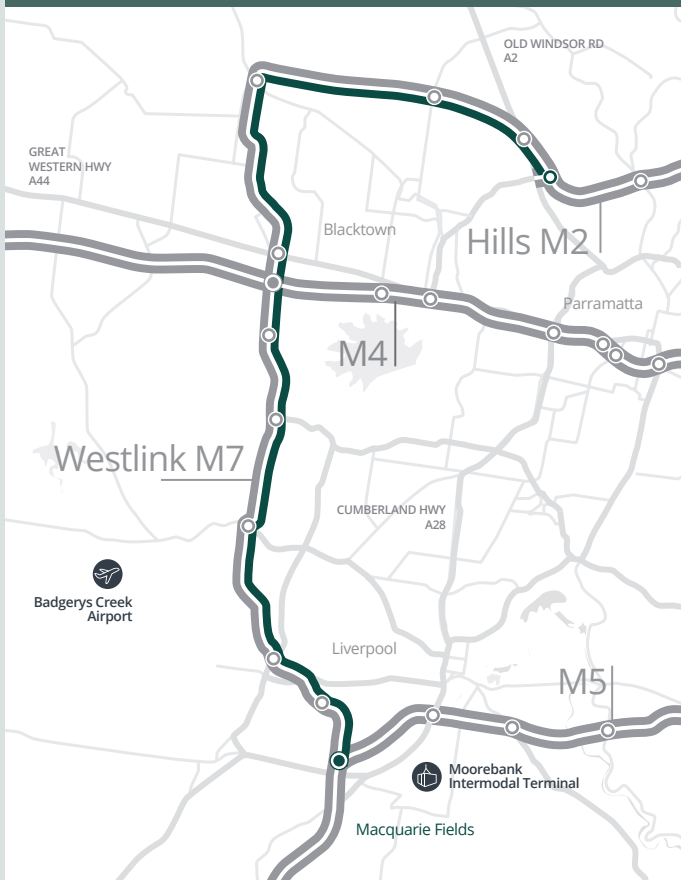 OLD WINDSOR RD
A2
GREAT
WESTERN HWY
A44
Blacktown
Hills M2
Parramatta
M4
Westlink M7
CUMBERLAND HWY
A28
Badgerys Creek
Airport
Liverpool
M5
Moorebank
Intermodal Terminal
Macquarie Fields